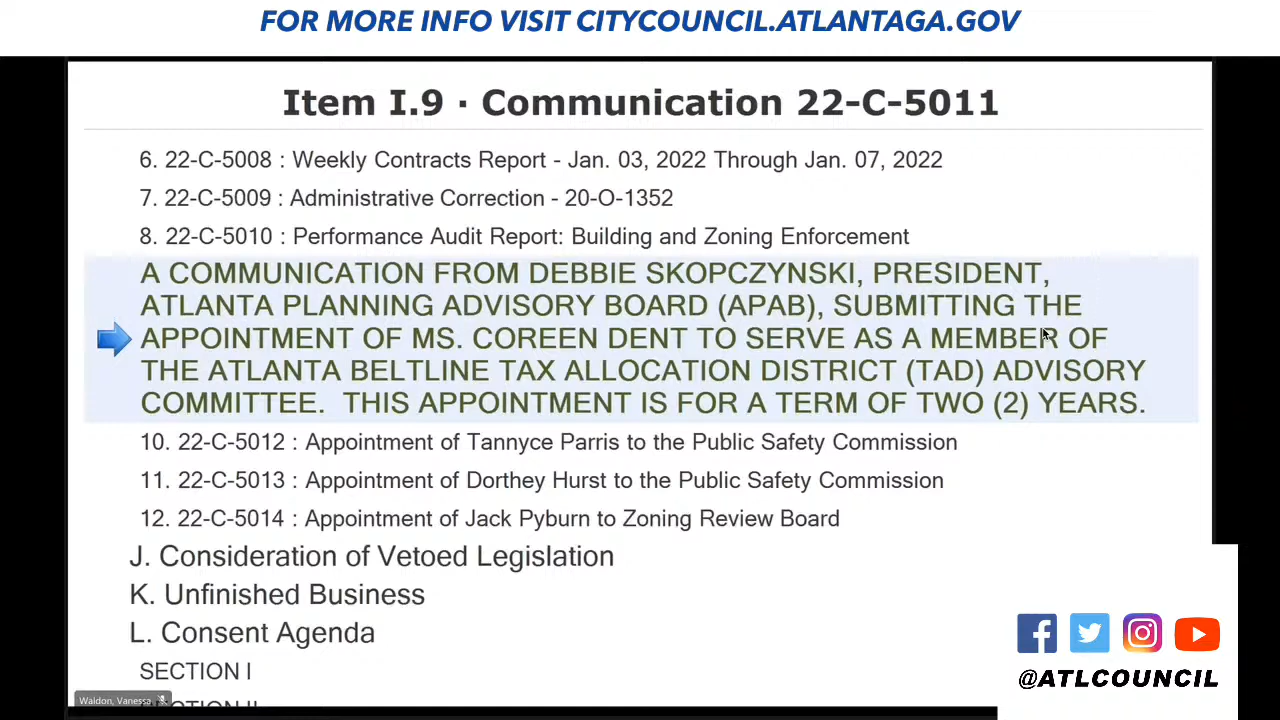 FOR MORE INFO VISIT CITYCOUNCIL.ATLANTAGA.GOV
Item I.9 · Communication 22-C-5011
6. 22-C-5008 : Weekly Contracts Report - Jan. 03, 2022 Through Jan. 07, 2022
7. 22-C-5009 : Administrative Correction - 20-O-1352
8. 22-C-5010 : Performance Audit Report: Building and Zoning Enforcement
A COMMUNICATION FROM DEBBIE SKOPCZYNSKI, PRESIDENT,
ATLANTA PLANNING ADVISORY BOARD (APAB), SUBMITTING THE
APPOINTMENT OF MS. COREEN DENT TO SERVE AS A MEMBER OF
THE ATLANTA BELTLINE TAX ALLOCATION DISTRICT (TAD) ADVISORY
COMMITTEE.  THIS APPOINTMENT IS FOR A TERM OF TWO (2) YEARS.
10. 22-C-5012 : Appointment of Tannyce Parris to the Public Safety Commission
11. 22-C-5013 : Appointment of Dorthey Hurst to the Public Safety Commission
12. 22-C-5014 : Appointment of Jack Pyburn to Zoning Review Board
J. Consideration of Vetoed Legislation
K. Unfinished Business
L. Consent Agenda
SECTION I
Waldon, Vanessa
@ATLCOUNCIL